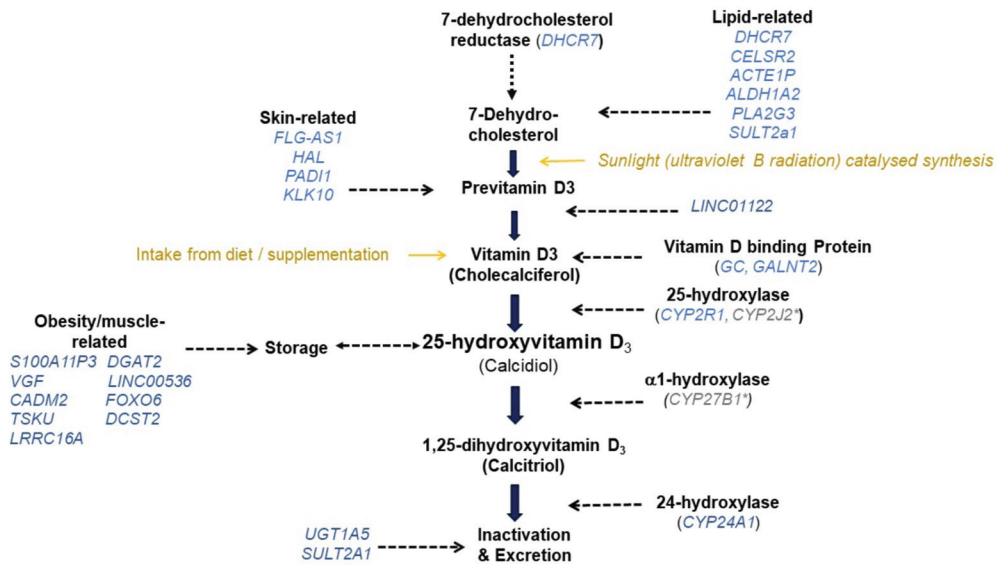 7-dehydrocholesterol
reductase (DHCR7)
Lipid-related
DHCR7
CELSR2
ACTE1P
ALDH1A2
PLA2G3
SULT2a1
7-Dehydro-
cholesterol
Skin-related
FLG-AS1
HAL
PADI1
KLK10
Sunlight (ultraviolet B radiation) catalysed synthesis
Previtamin D3
LINC01122
Intake from diet / supplementation
Vitamin D3
(Cholecalciferol)
Vitamin D binding Protein
(GC, GALNT2)
25-hydroxylase
(CYP2R1, CYP2J2*)
Obesity/muscle-
related
S100A11P3 DGAT2
VGF LINC00536
CADM2 FOXO6
TSKU DCST2
LRRC16A
Storage
25-hydroxyvitamin D3
(Calcidiol)
α1-hydroxylase
(CYP27B1*)
1,25-dihydroxyvitamin D3
(Calcitriol)
24-hydroxylase
(CYP24A1)
UGT1A5
SULT2A1
Inactivation
& Excretion